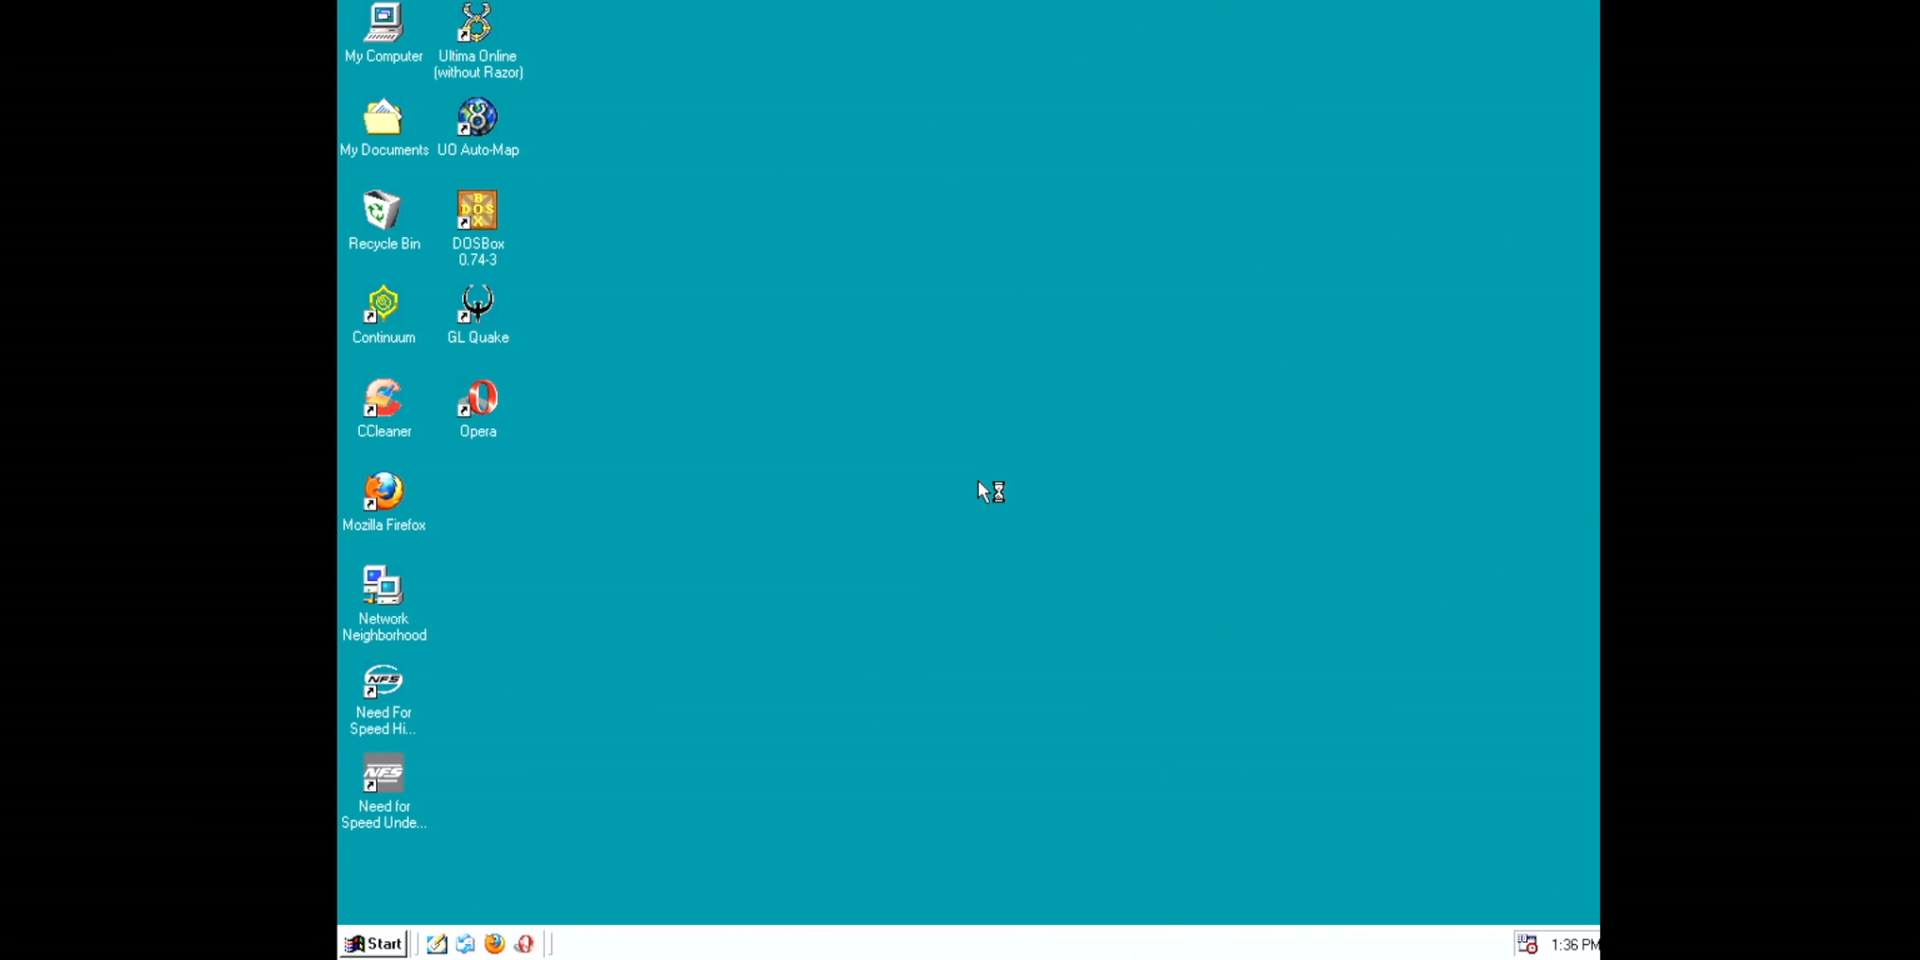 My Computer
Ultima Online
(without Razor)
My Documents
UO Auto-Map
Recycle Bin
DOSBox
0.74-3
Continuum
GL Quake
CCleaner
Opera
Mozilla Firefox
Network
Neighborhood
NFS
Need For
Speed Hi...
NFS
Need for
Speed Unde...
Start
1:36 PM